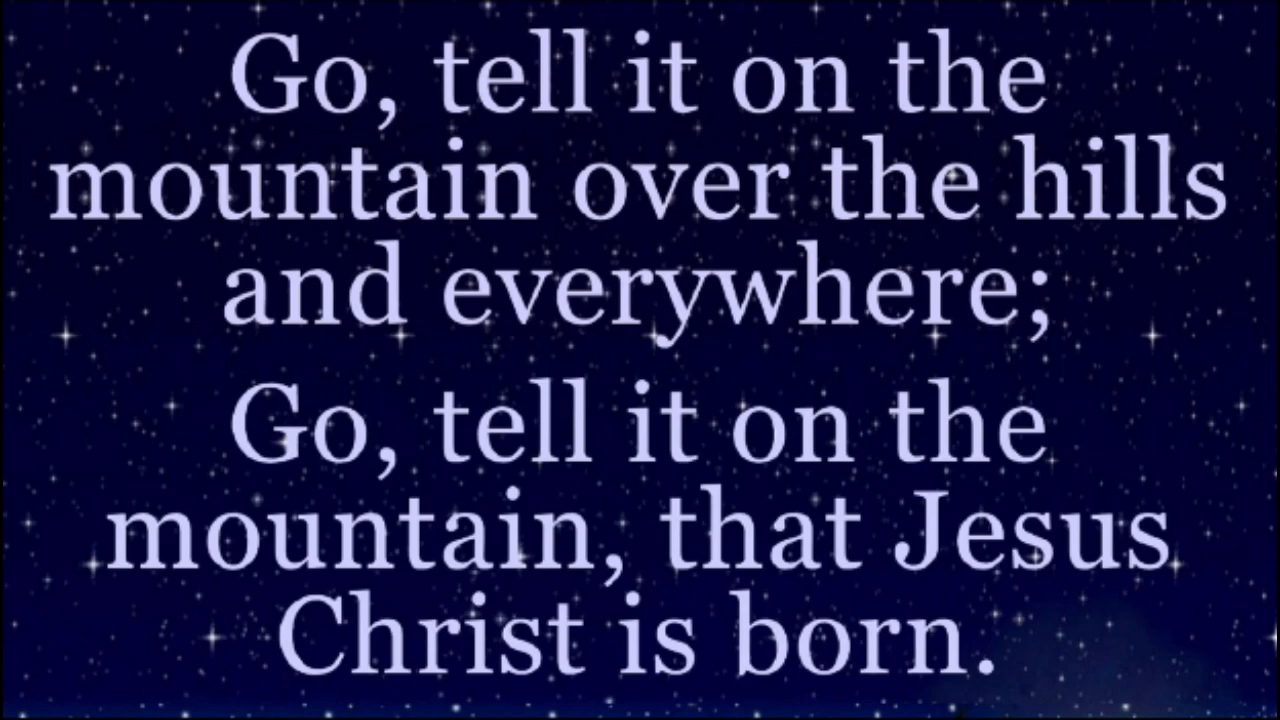 Go, tell it on the
mountain over the hills
and everywhere;
Go, tell it on the
mountain, that Jesus
Christ is born.